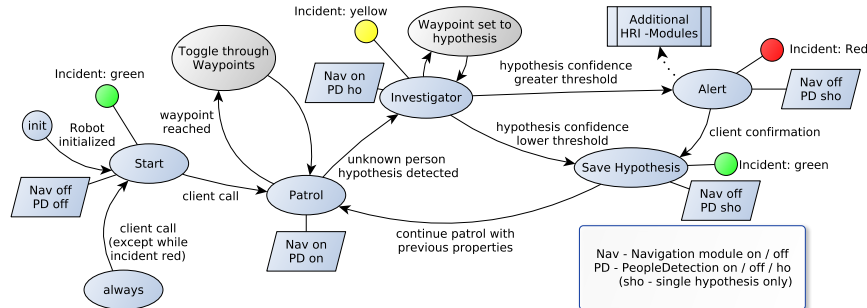 Incident: yellow
Waypoint set to
hypothesis
Additional
HRI -Modules
Incident: Red
Toggle through
Waypoints
Incident: green
Nav on
PD ho
Investigator
hypothesis confidence
greater threshold
Alert
Nav off
PD sho
init
Robot
initialized
waypoint
reached
hypothesis confidence
lower threshold
client confirmation
Start
unknown person
hypothesis detected
Save Hypothesis
Incident: green
Nav off
PD off
client call
Patrol
Nav off
PD sho
client call
(except while
incident red)
continue patrol with
previous properties
Nav on
PD on
always
Nav - Navigation module on / off
PD - PeopleDetection on / off / ho
(sho - single hypothesis only)